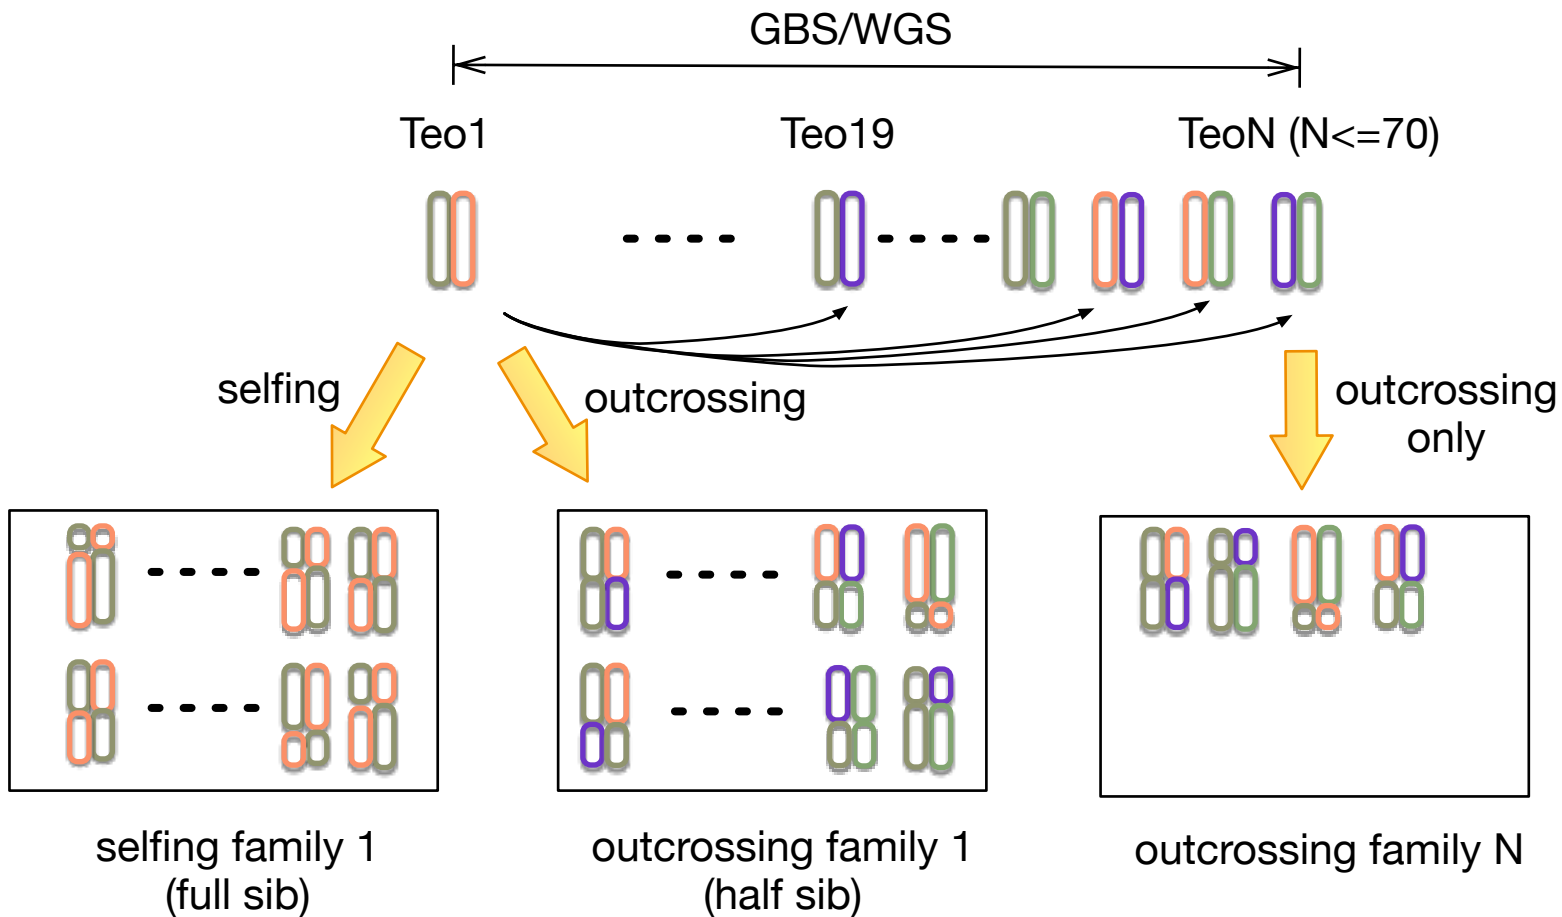 GBS/WGS
Teo1
Teo19
TeoN (N<=70)
selfing
outcrossing
outcrossing
only
selfing family 1
(full sib)
outcrossing family 1
(half sib)
outcrossing family N